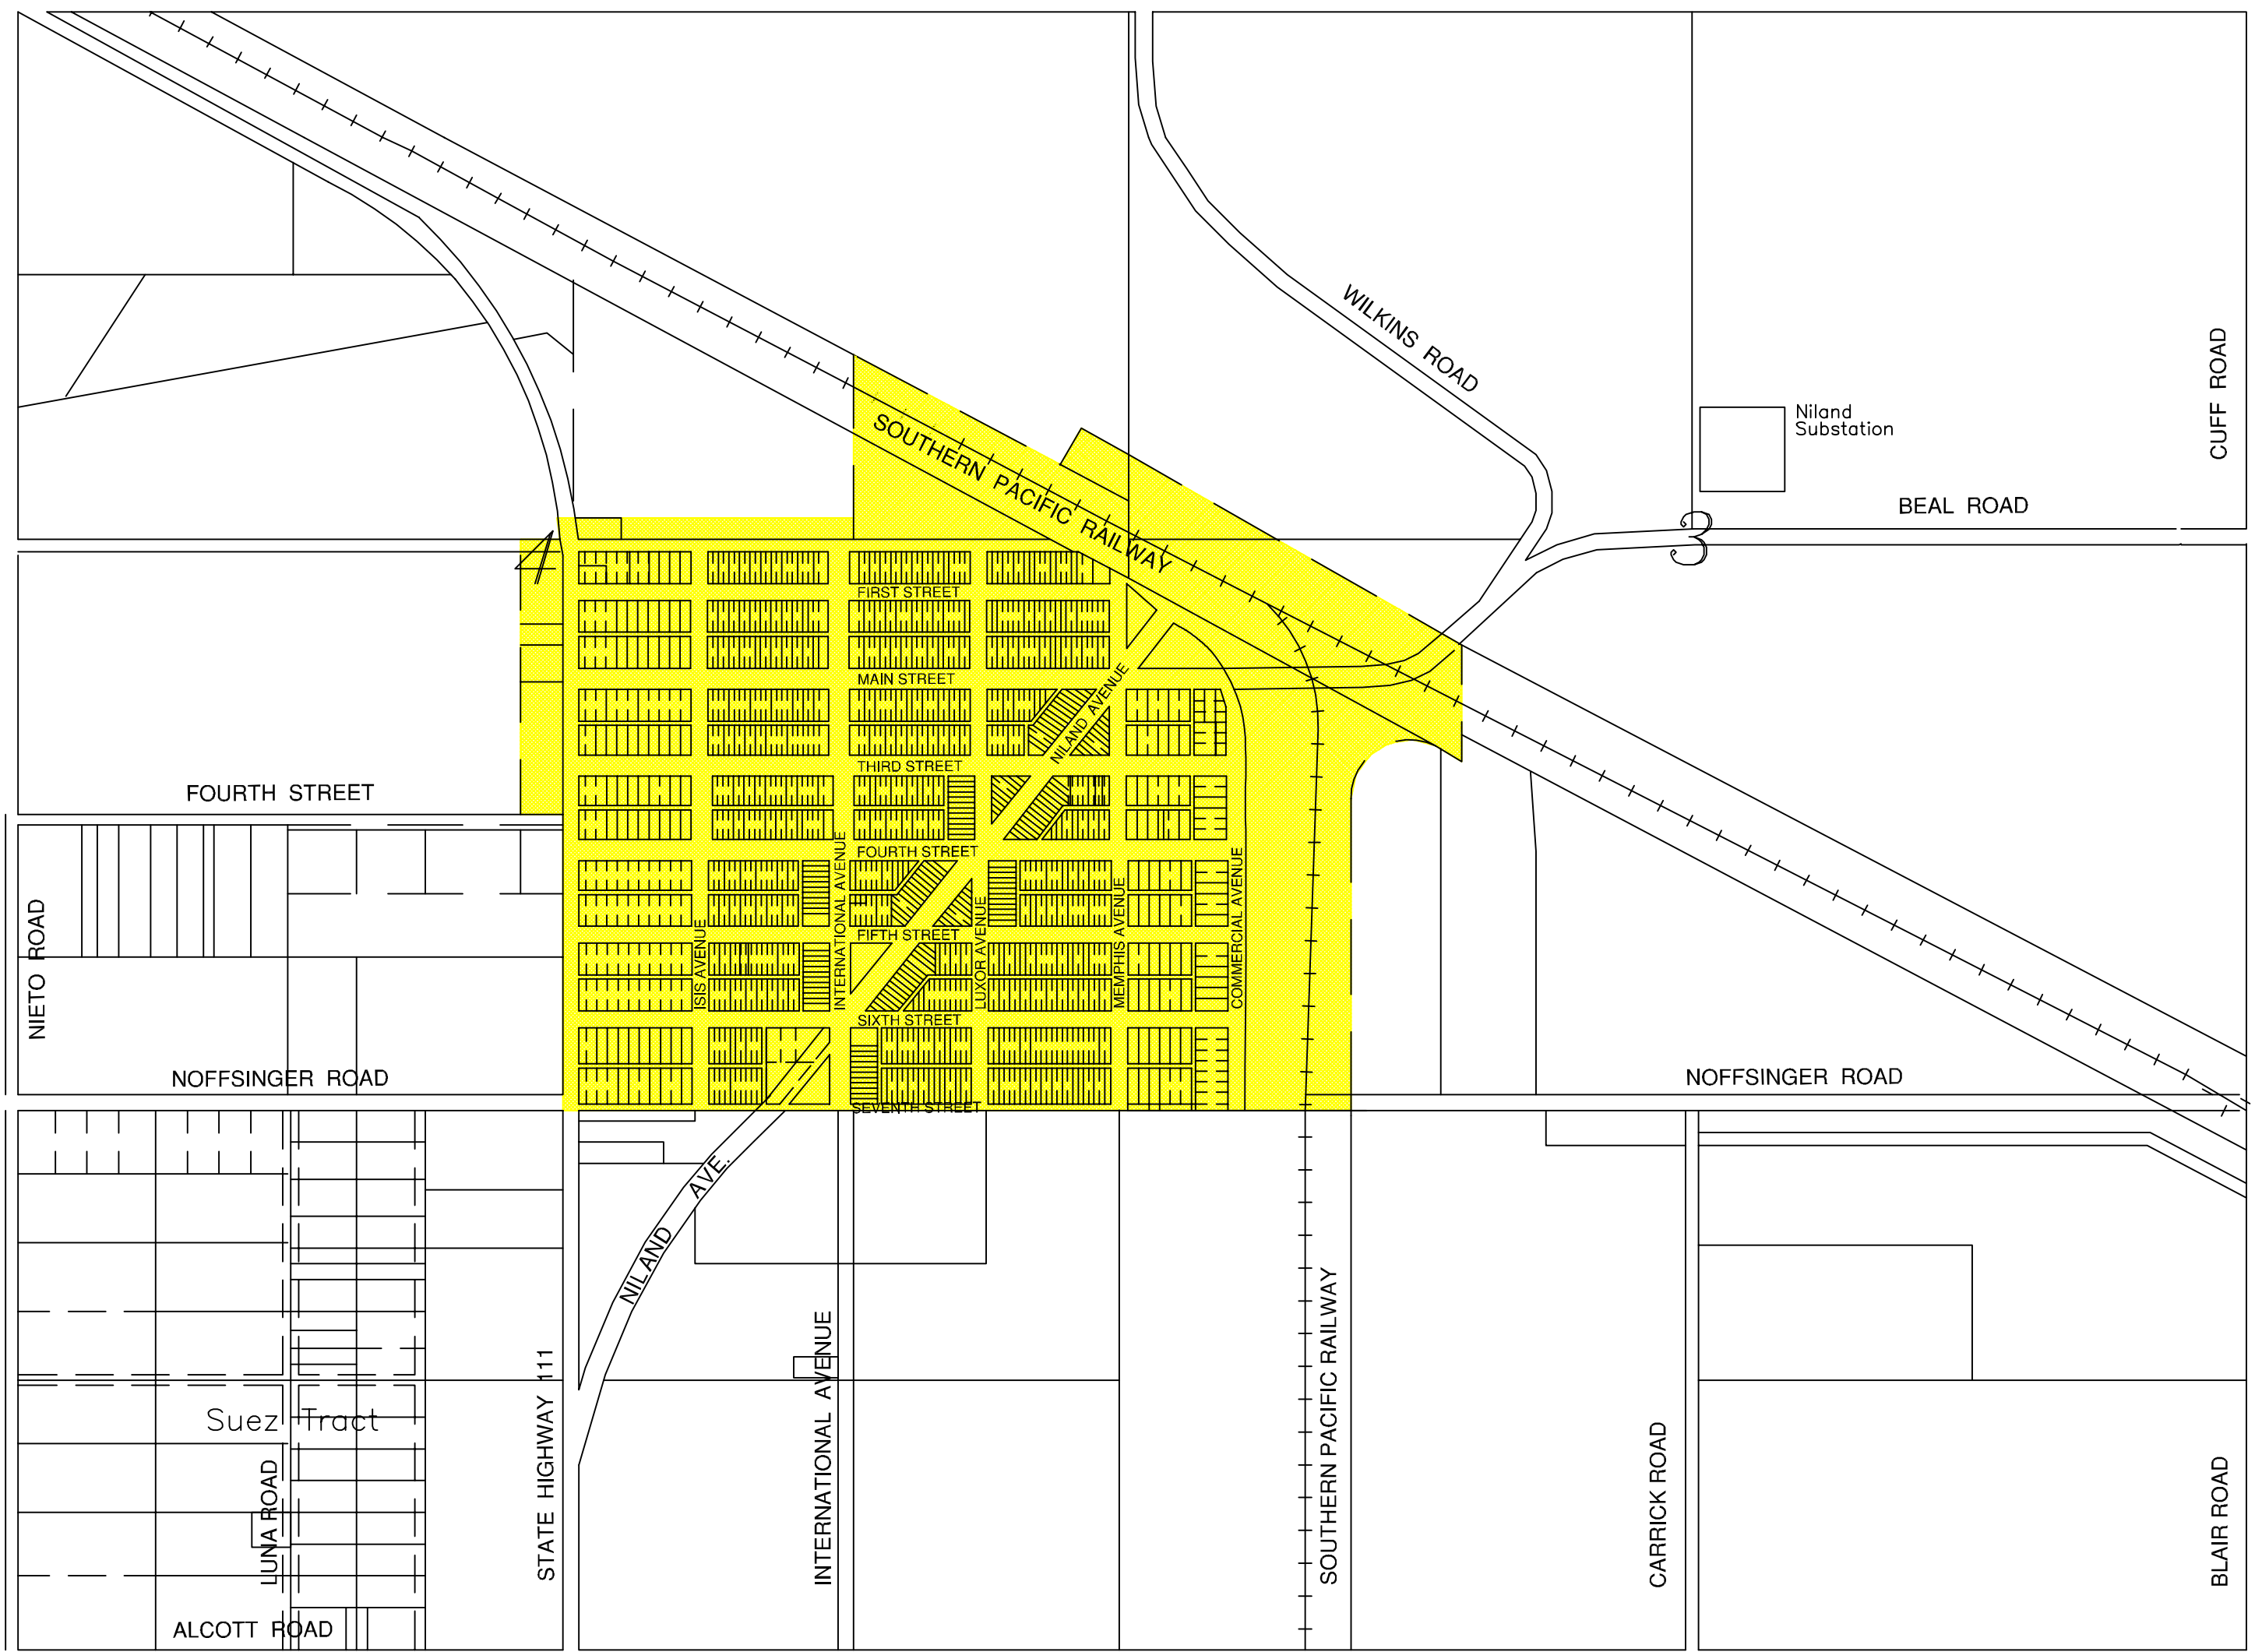 WILKINS ROAD
CUFF ROAD
Niland
Substation
SOUTHERN PACIFIC RAILWAY
BEAL ROAD
FIRST STREET
MAIN STREET
NILAND AVENUE
THIRD STREET
FOURTH STREET
FOURTH STREET
INTERNATIONAL AVENUE
COMMERCIAL AVENUE
MEMPHIS AVENUE
LUXOR AVENUE
ISIS AVENUE
FIFTH STREET
NIETO ROAD
SIXTH STREET
NOFFSINGER ROAD
NOFFSINGER ROAD
SEVENTH STREET
NILAND AVE.
SOUTHERN PACIFIC RAILWAY
INTERNATIONAL AVENUE
STATE HIGHWAY 111
Suez Tract
CARRICK ROAD
BLAIR ROAD
LUNA ROAD
ALCOTT ROAD